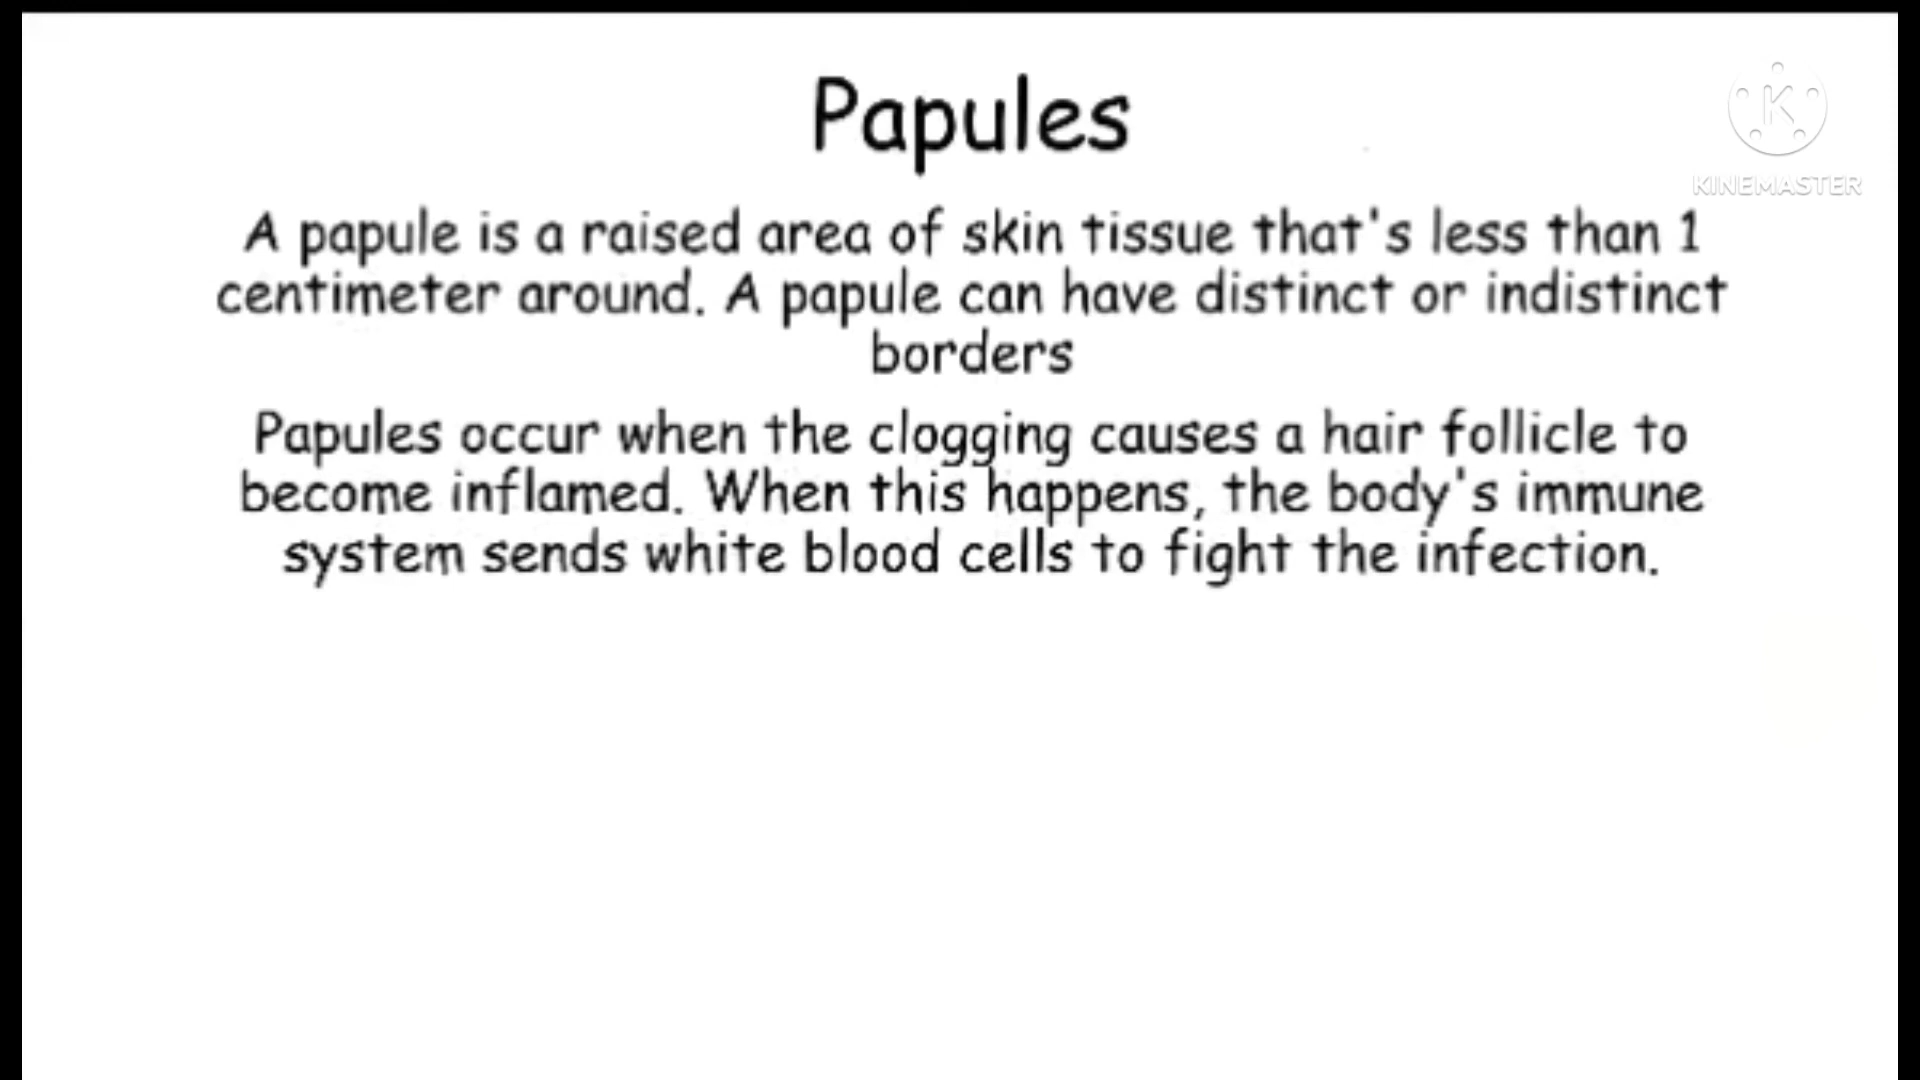 Papules
KINEMASTER
A papule is a raised area of skin tissue that's less than 1
centimeter around. A papule can have distinct or indistinct
borders
Papules occur when the clogging causes a hair follicle to
become inflamed. When this happens, the body's immune
system sends white blood cells to fight the infection.